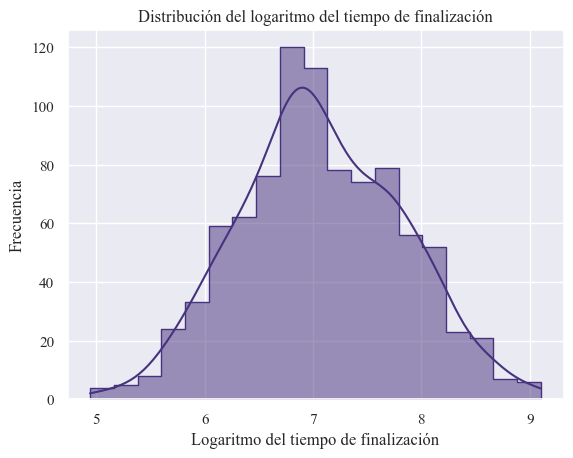 Distribución del logaritmo del tiempo de finalización
120
100
80
60
40
20
0
Frecuencia
5 6 7 8 9
Logaritmo del tiempo de finalización